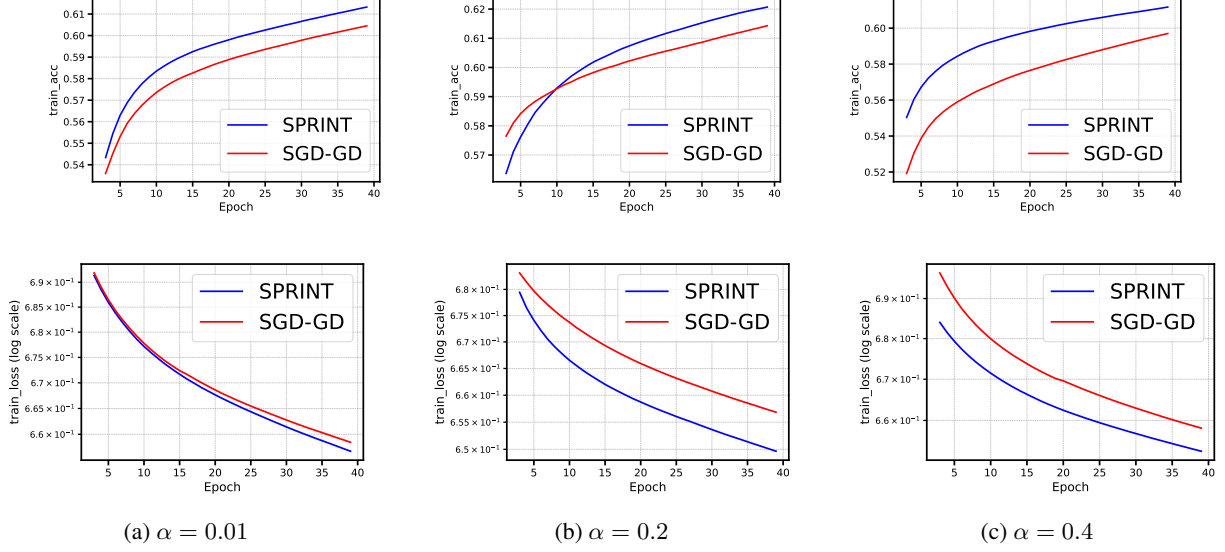 train_acc
0.61
0.60
0.59
0.58
0.57
0.56
0.55
0.54
SPRINT
SGD-GD
5 10 15 20 25 30 35 40
Epoch
train_acc
0.62
0.61
0.60
0.59
0.58
0.57
SPRINT
SGD-GD
5 10 15 20 25 30 35 40
Epoch
train_acc
0.60
0.58
0.56
0.54
0.52
SPRINT
SGD-GD
5 10 15 20 25 30 35 40
Epoch
train_loss (log scale)
6.9 × 10⁻¹
6.85 × 10⁻¹
6.8 × 10⁻¹
6.75 × 10⁻¹
6.7 × 10⁻¹
6.65 × 10⁻¹
6.6 × 10⁻¹
SPRINT
SGD-GD
5 10 15 20 25 30 35 40
Epoch
train_loss (log scale)
6.8 × 10⁻¹
6.75 × 10⁻¹
6.7 × 10⁻¹
6.65 × 10⁻¹
6.6 × 10⁻¹
6.55 × 10⁻¹
6.5 × 10⁻¹
SPRINT
SGD-GD
5 10 15 20 25 30 35 40
Epoch
train_loss (log scale)
6.9 × 10⁻¹
6.8 × 10⁻¹
6.7 × 10⁻¹
6.6 × 10⁻¹
SPRINT
SGD-GD
5 10 15 20 25 30 35 40
Epoch
(a) α = 0.01
(b) α = 0.2
(c) α = 0.4